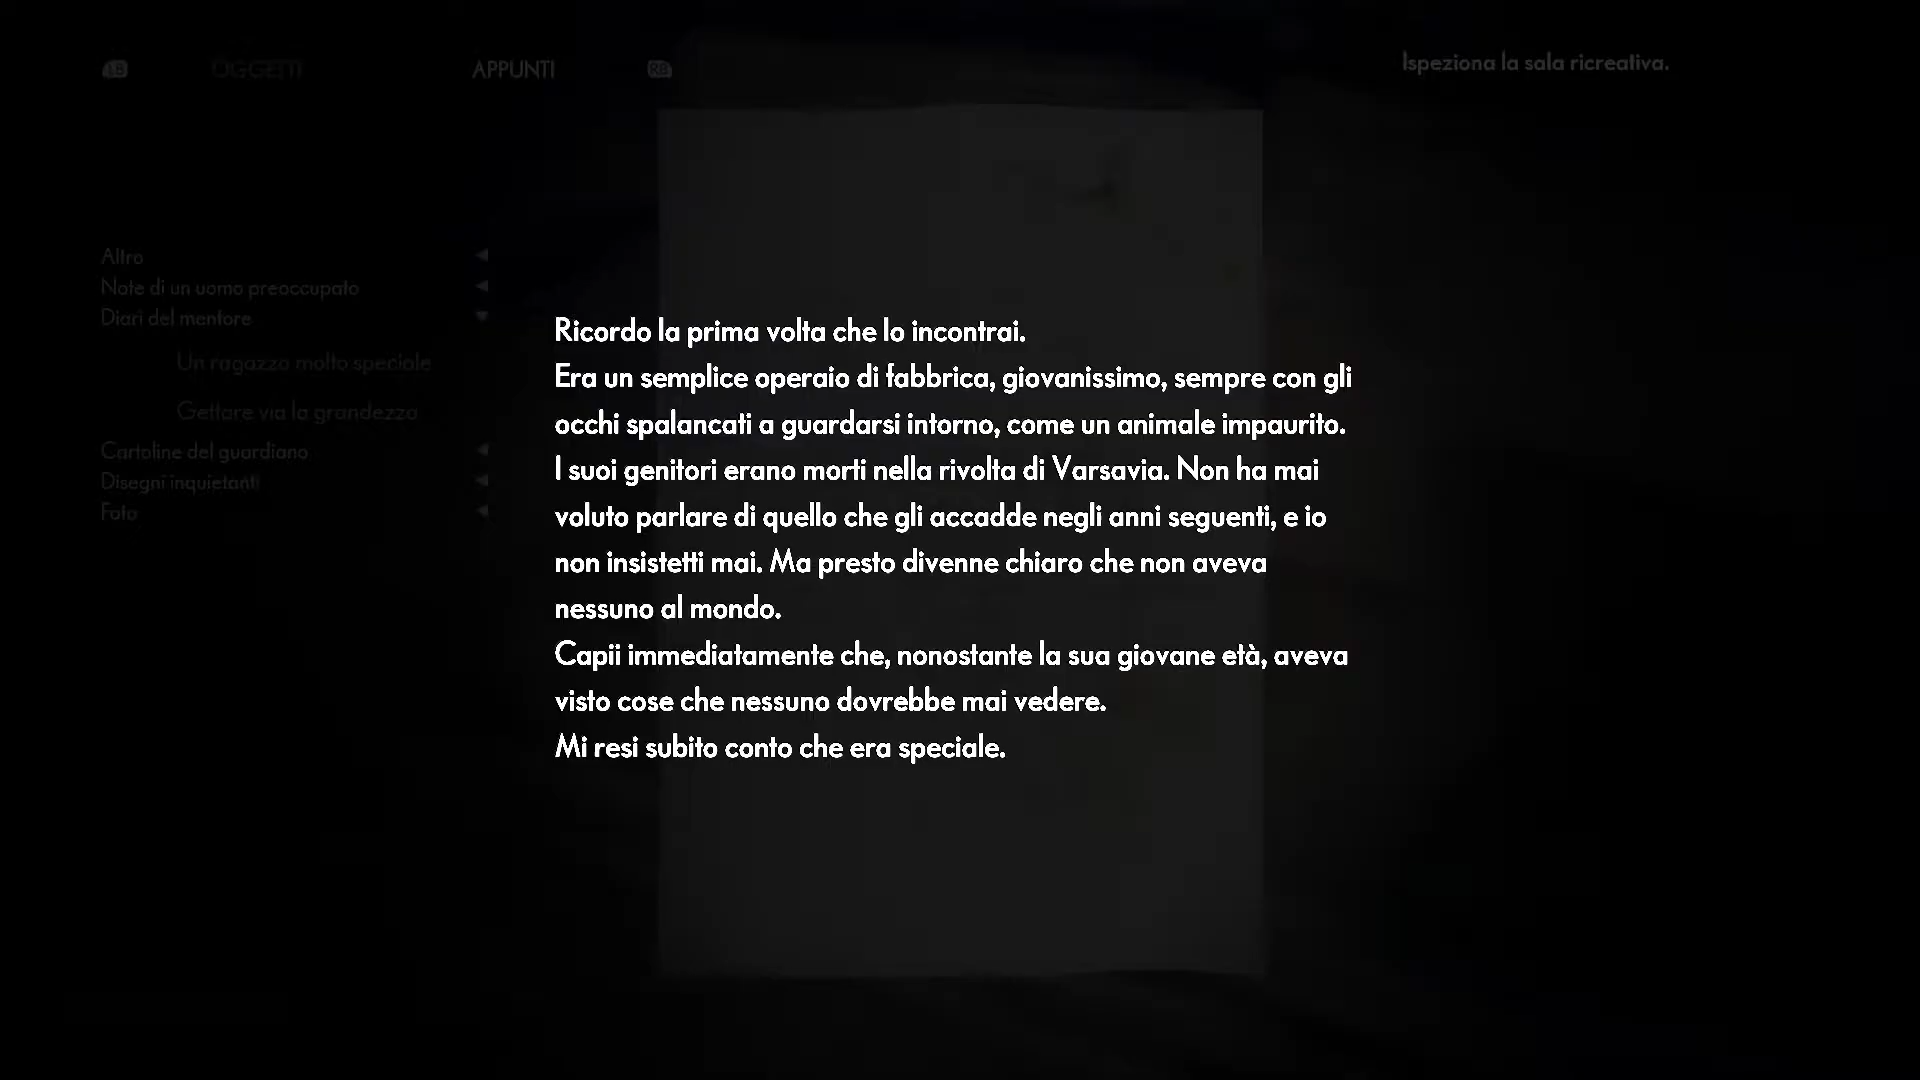 LB OGGETTI APPUNTI RB
Ispeziona la sala ricreativa.
Altro
Note di un uomo preoccupato
Diari del mentore
Un ragazzo molto speciale
Gettare via la grandezza
Cartoline del guardiano
Disegni inquietanti
Foto
Ricordo la prima volta che lo incontrai.
Era un semplice operaio di fabbrica, giovanissimo, sempre con gli
occhi spalancati a guardarsi intorno, come un animale impaurito.
I suoi genitori erano morti nella rivolta di Varsavia. Non ha mai
voluto parlare di quello che gli accadde negli anni seguenti, e io
non insistetti mai. Ma presto divenne chiaro che non aveva
nessuno al mondo.
Capii immediatamente che, nonostante la sua giovane età, aveva
visto cose che nessuno dovrebbe mai vedere.
Mi resi subito conto che era speciale.